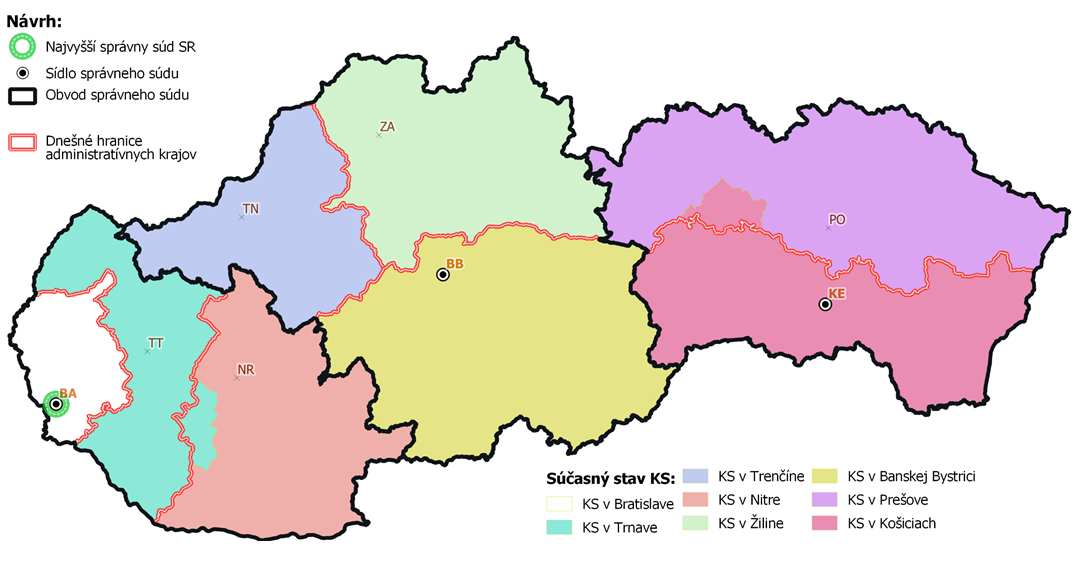 Návrh:
Najvyšší správny súd SR
Sídlo správneho súdu
Obvod správneho súdu
Dnešné hranice
administratívnych krajov
ZA
TN
PO
BB
KE
TT
NR
BA
Súčasný stav KS:
KS v Bratislave
KS v Trnave
KS v Trenčíne
KS v Nitre
KS v Žiline
KS v Banskej Bystrici
KS v Prešove
KS v Košiciach